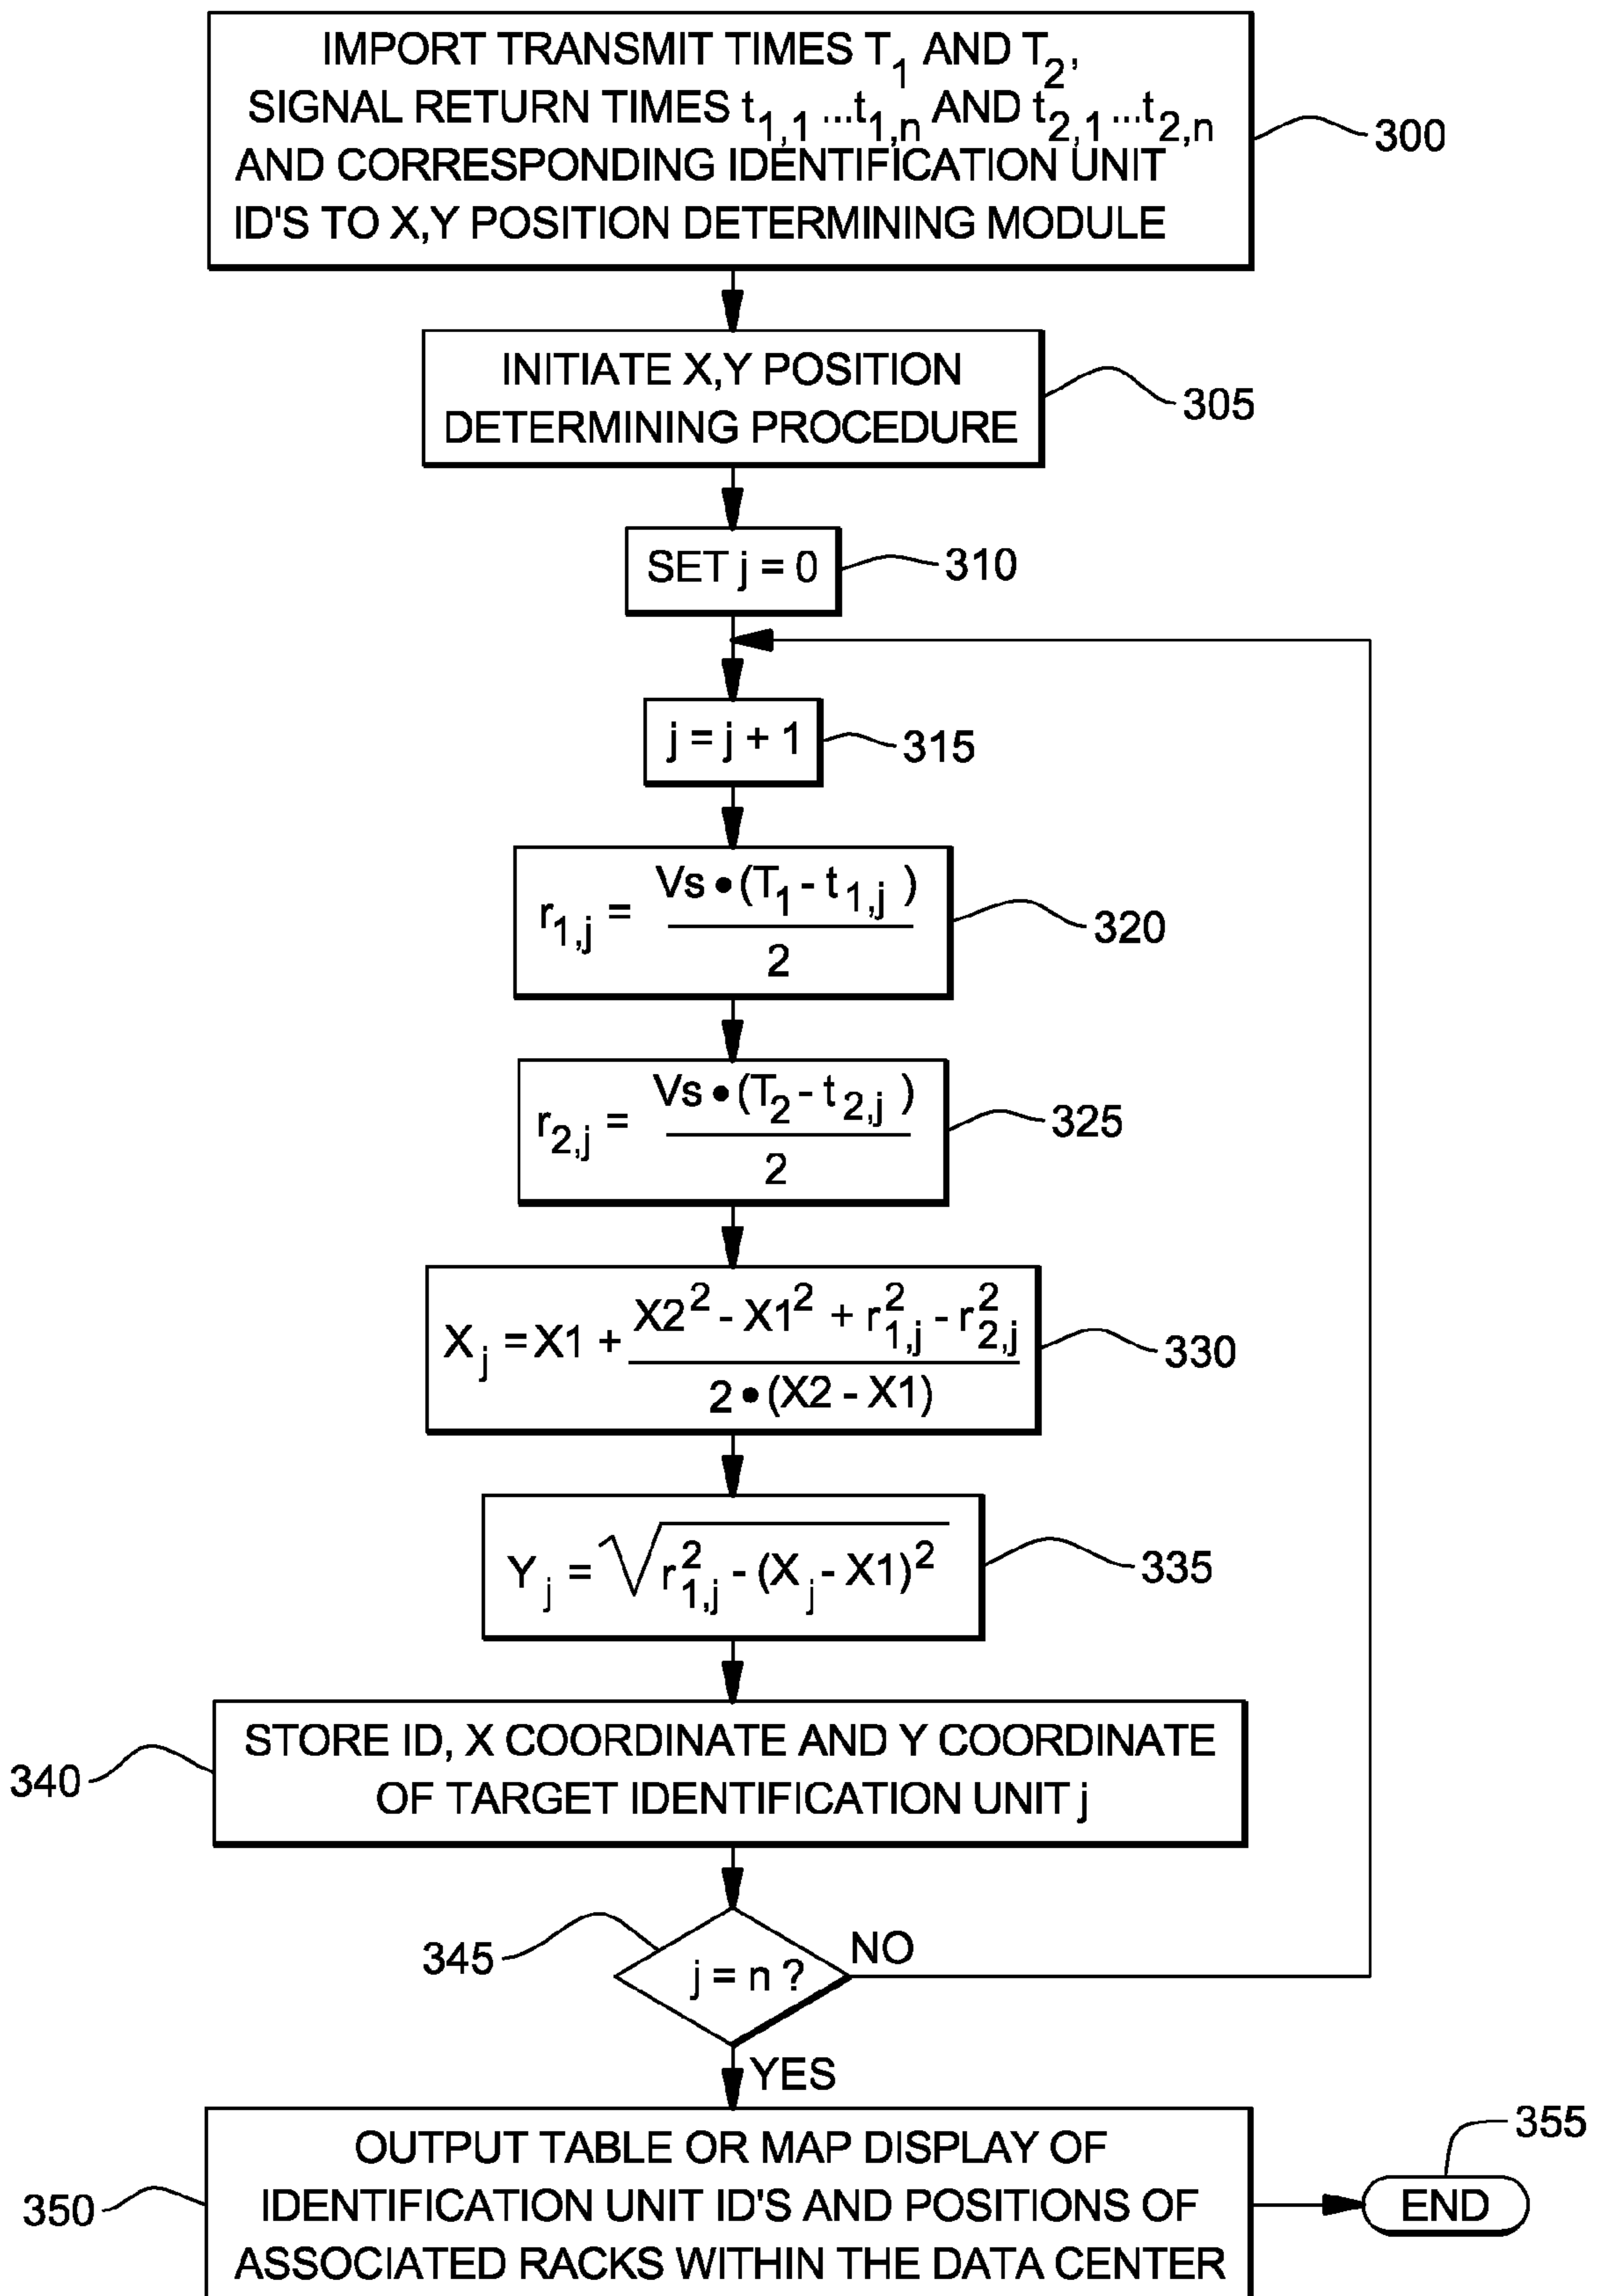 IMPORT TRANSMIT TIMES T1 AND T2,
SIGNAL RETURN TIMES t1,1 ...t1,n AND t2,1...t2,n
AND CORRESPONDING IDENTIFICATION UNIT
ID'S TO X,Y POSITION DETERMINING MODULE
300
INITIATE X,Y POSITION
DETERMINING PROCEDURE
305
SET j = 0
310
j = j + 1
315
r1,j = Vs • (T1 - t1,j) / 2
320
r2,j = Vs • (T2 - t2,j) / 2
325
Xj = X1 + (X2² - X1² + r²1,j - r²2,j) / 2 • (X2 - X1)
330
Yj = √ r²1,j - (Xj - X1)²
335
STORE ID, X COORDINATE AND Y COORDINATE
OF TARGET IDENTIFICATION UNIT j
340
345
j = n ?
NO
YES
OUTPUT TABLE OR MAP DISPLAY OF
IDENTIFICATION UNIT ID'S AND POSITIONS OF
ASSOCIATED RACKS WITHIN THE DATA CENTER
350
355
END